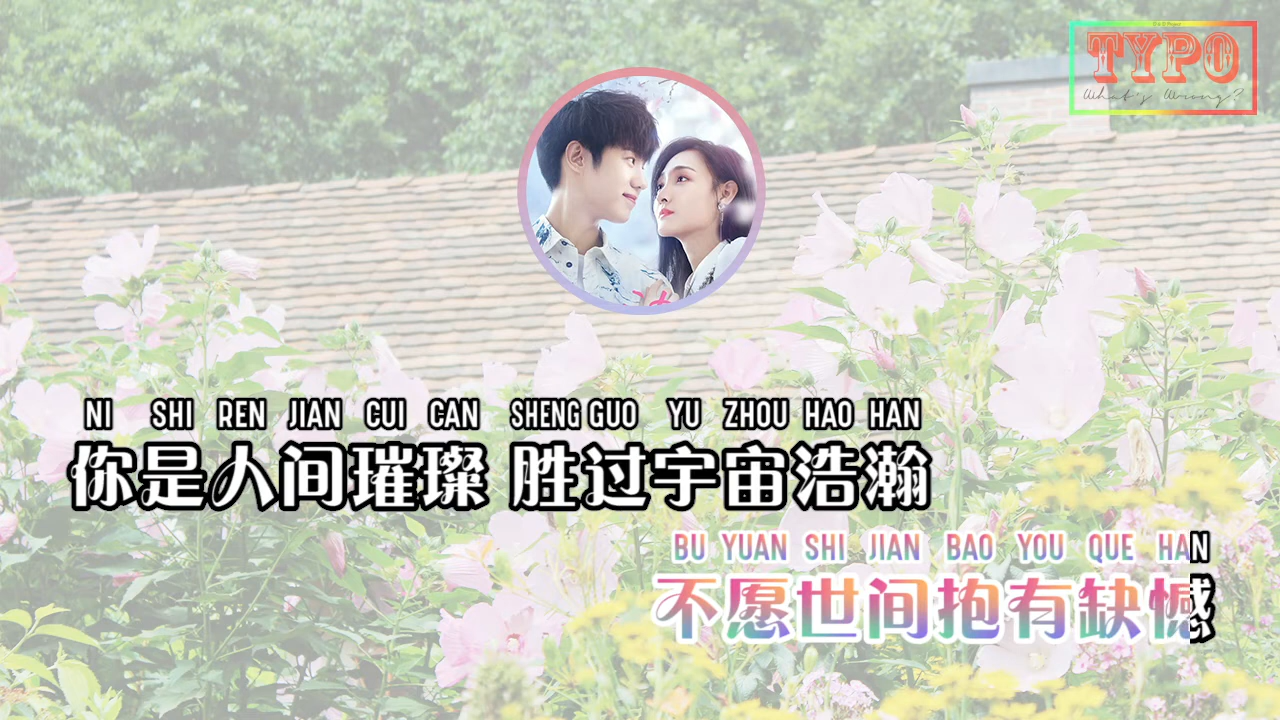 TYPO
What's Wrong?
NI SHI REN JIAN CUI CAN SHENG GUO YU ZHOU HAO HAN
你是人间璀璨 胜过宇宙浩瀚
BU YUAN SHI JIAN BAO YOU QUE HAN
不愿世间抱有缺憾